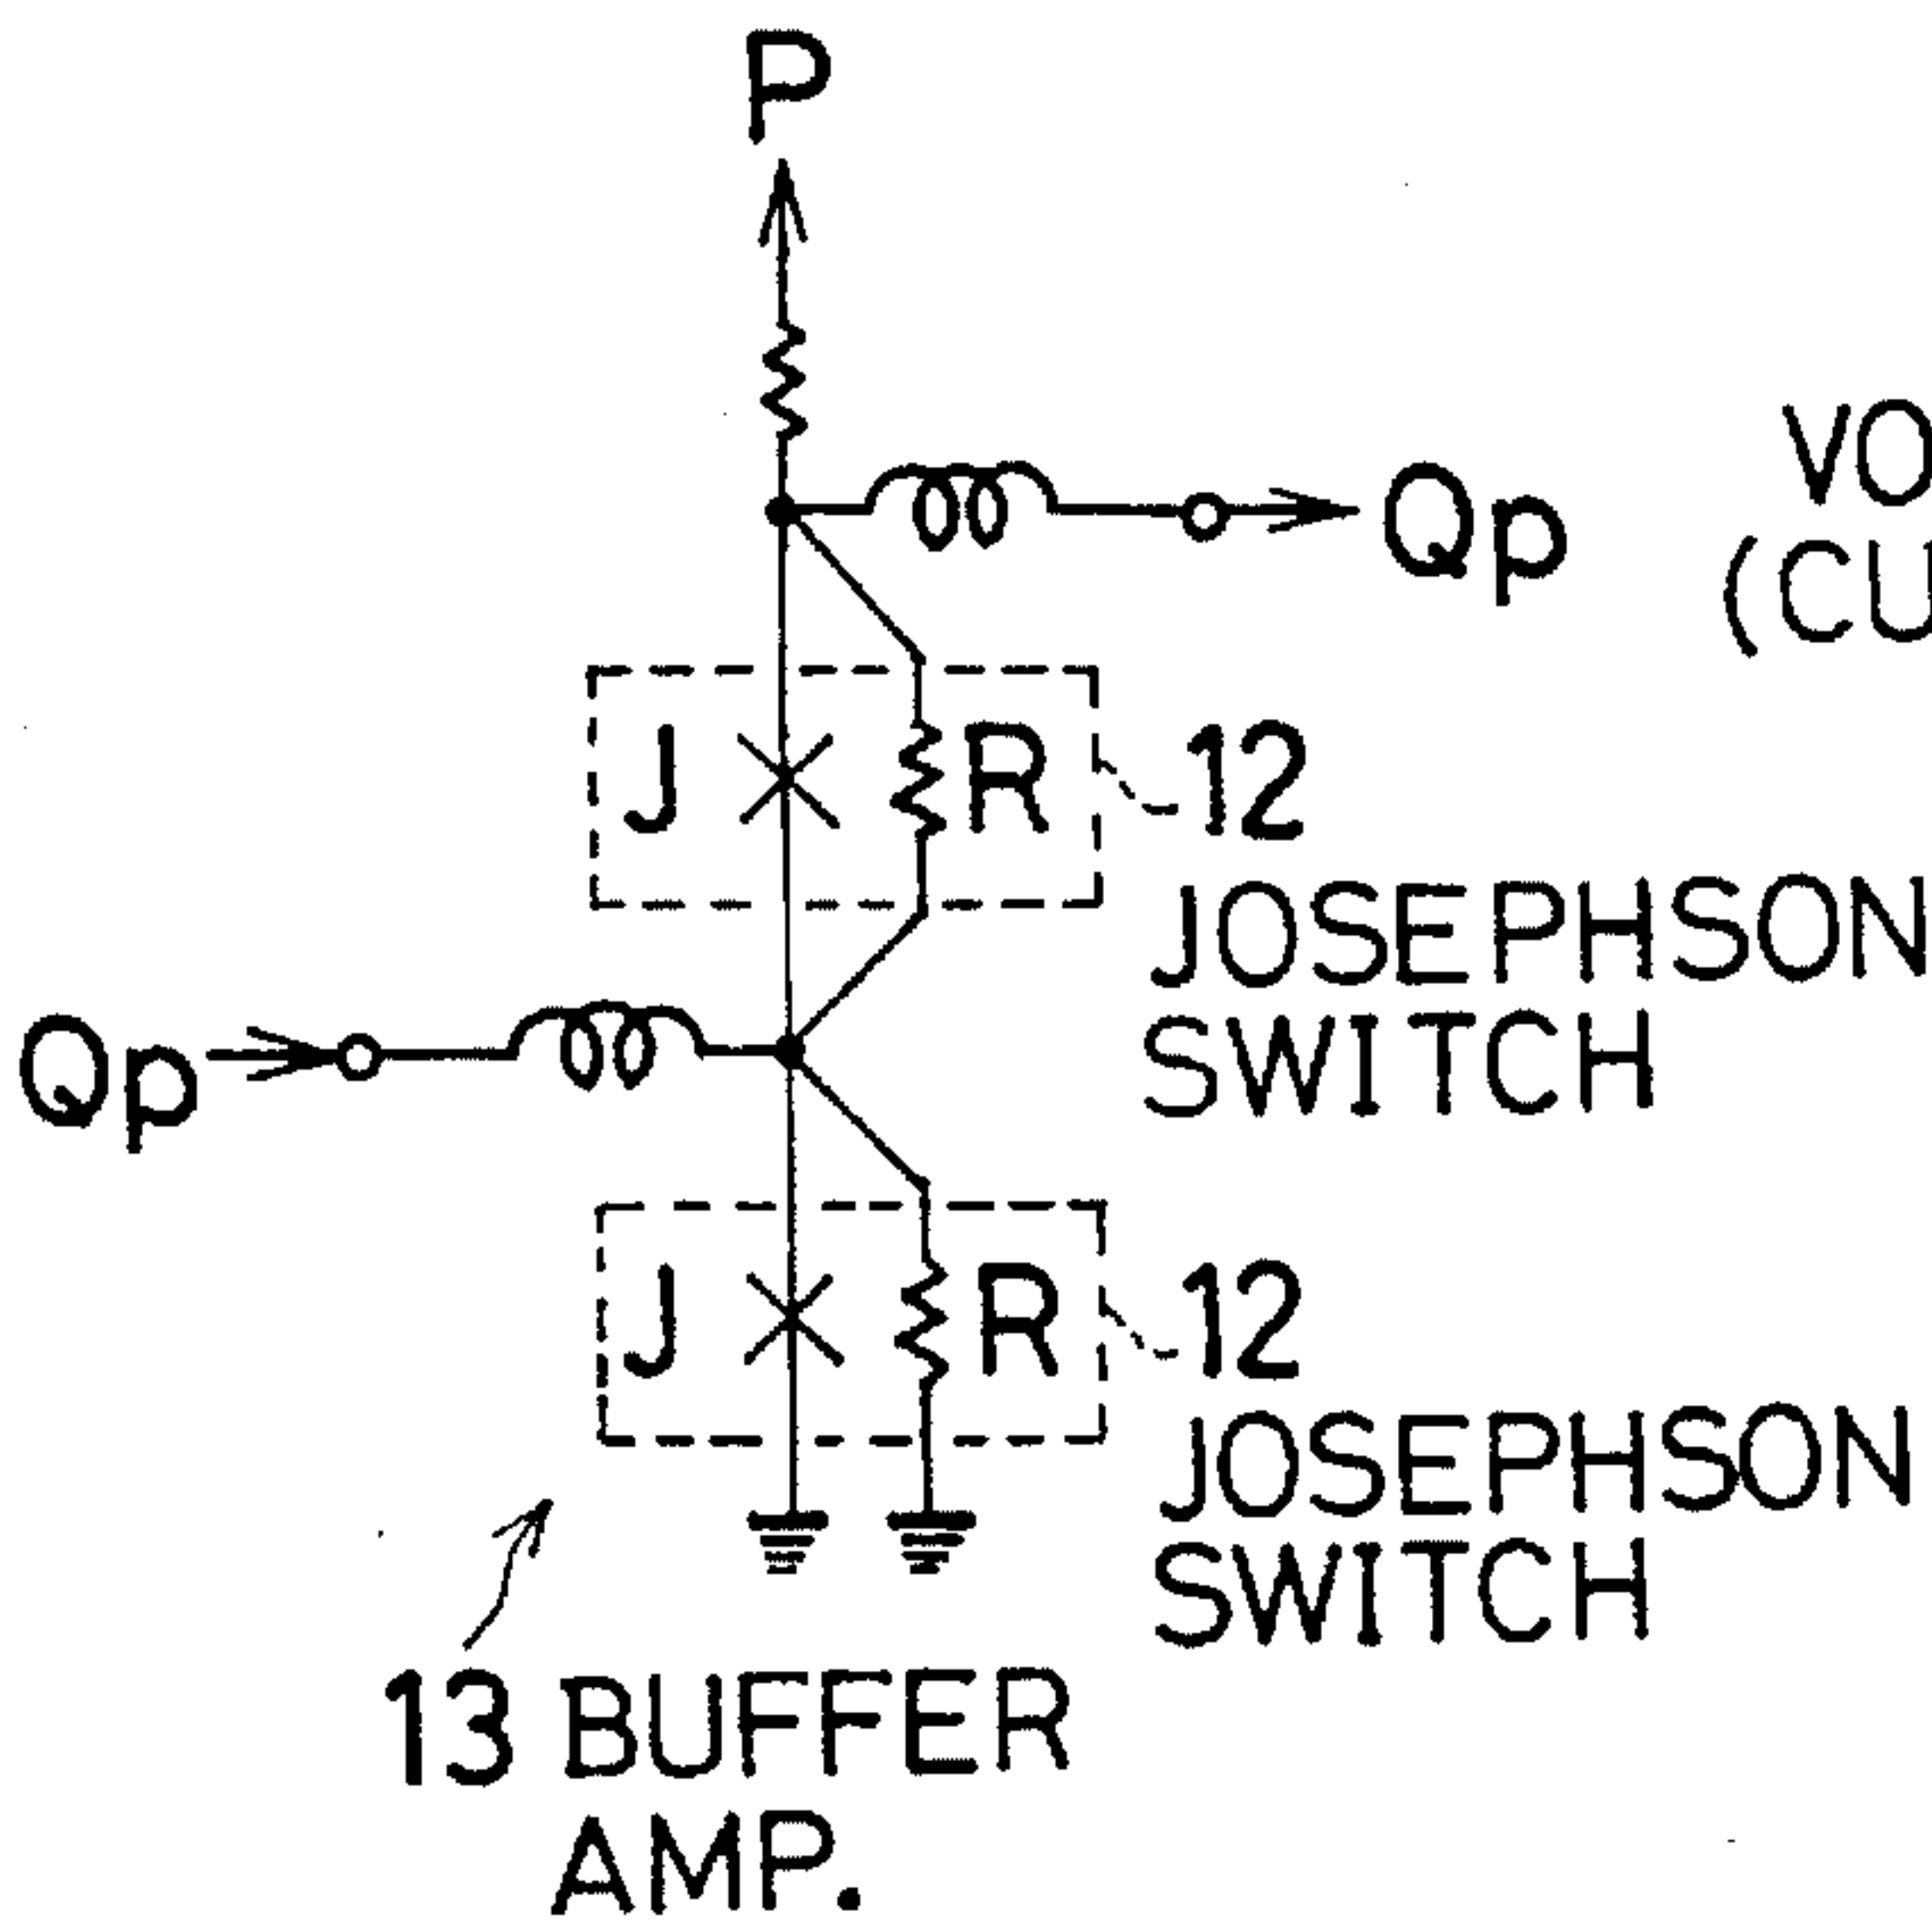 P
Qp
VO
(CU
J R 12
JOSEPHSON
SWITCH
Qp
J R 12
JOSEPHSON
SWITCH
13 BUFFER
AMP.